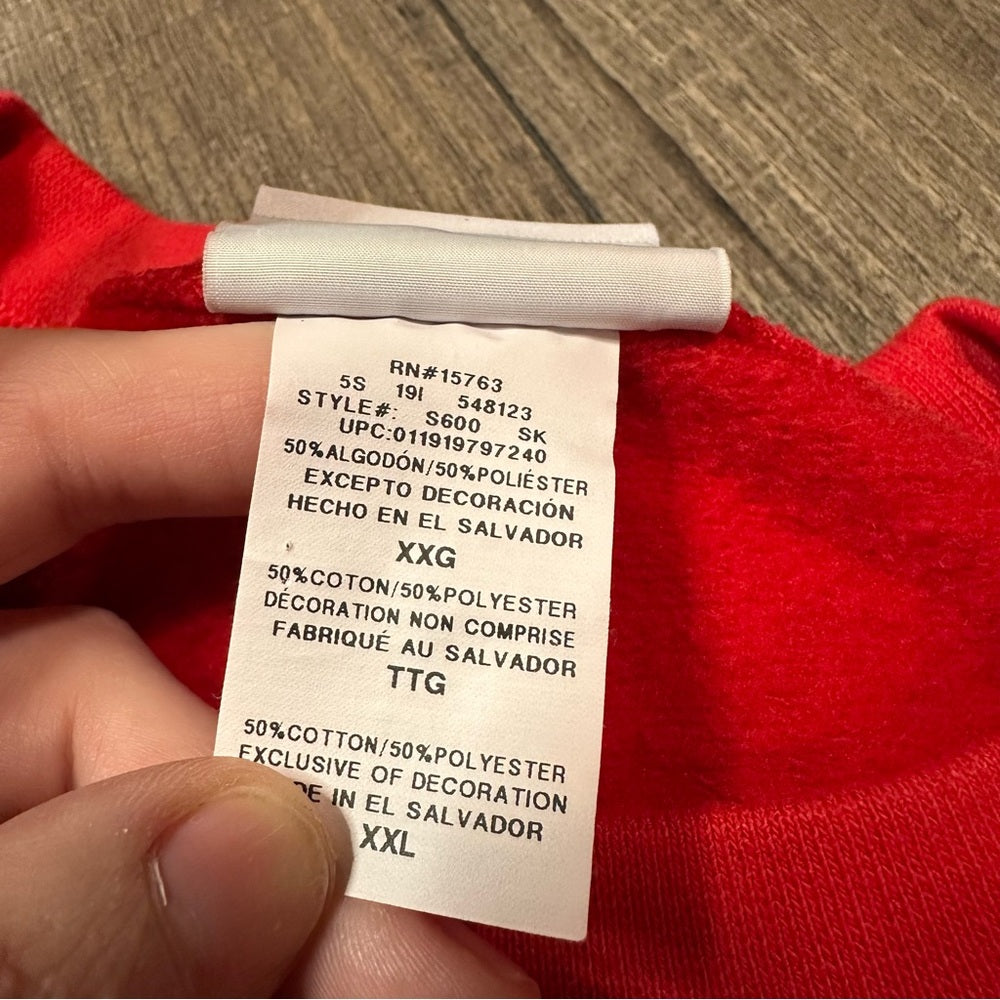 RN#15763
5S 19I 548123
STYLE#: S600 SK
UPC:011919797240
50%ALGODÓN/50%POLIÉSTER
EXCEPTO DECORACIÓN
HECHO EN EL SALVADOR
XXG
50%COTON/50%POLYESTER
DÉCORATION NON COMPRISE
FABRIQUÉ AU SALVADOR
TTG
50%COTTON/50%POLYESTER
EXCLUSIVE OF DECORATION
DE IN EL SALVADOR
XXL